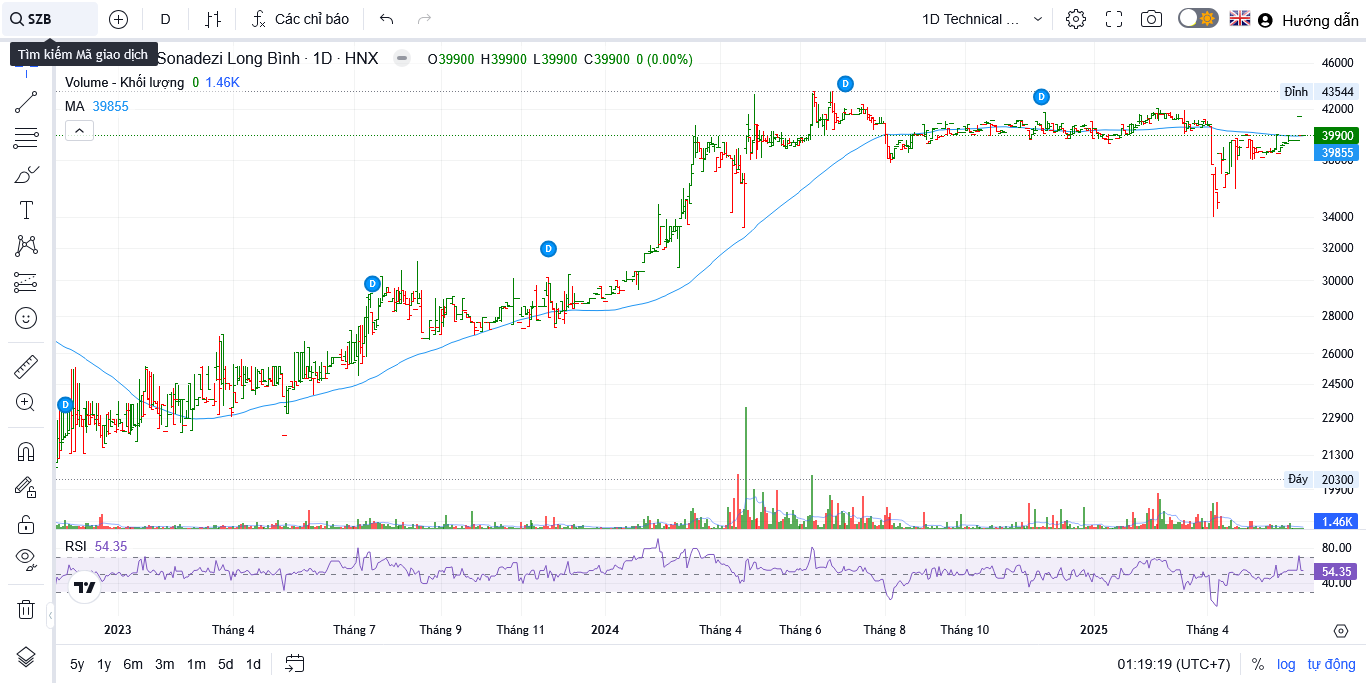 SZB
D
Các chỉ báo
1D Technical ...
Hướng dẫn
Tìm kiếm Mã giao dịch
Sonadezi Long Bình · 1D · HNX
O39900 H39900 L39900 C39900 0 (0.00%)
Volume - Khối lượng 0 1.46K
MA 39855
D
D
D
D
D
46000
Đỉnh 43544
42000
39900
39855
38000
34000
32000
30000
28000
26000
24500
22900
21300
Đáy 20300
19900
1.46K
RSI 54.35
80.00
54.35
40.00
2023
Tháng 4
Tháng 7
Tháng 9
Tháng 11
2024
Tháng 4
Tháng 6
Tháng 8
Tháng 10
2025
Tháng 4
5y 1y 6m 3m 1m 5d 1d
01:19:19 (UTC+7)
% log tự động